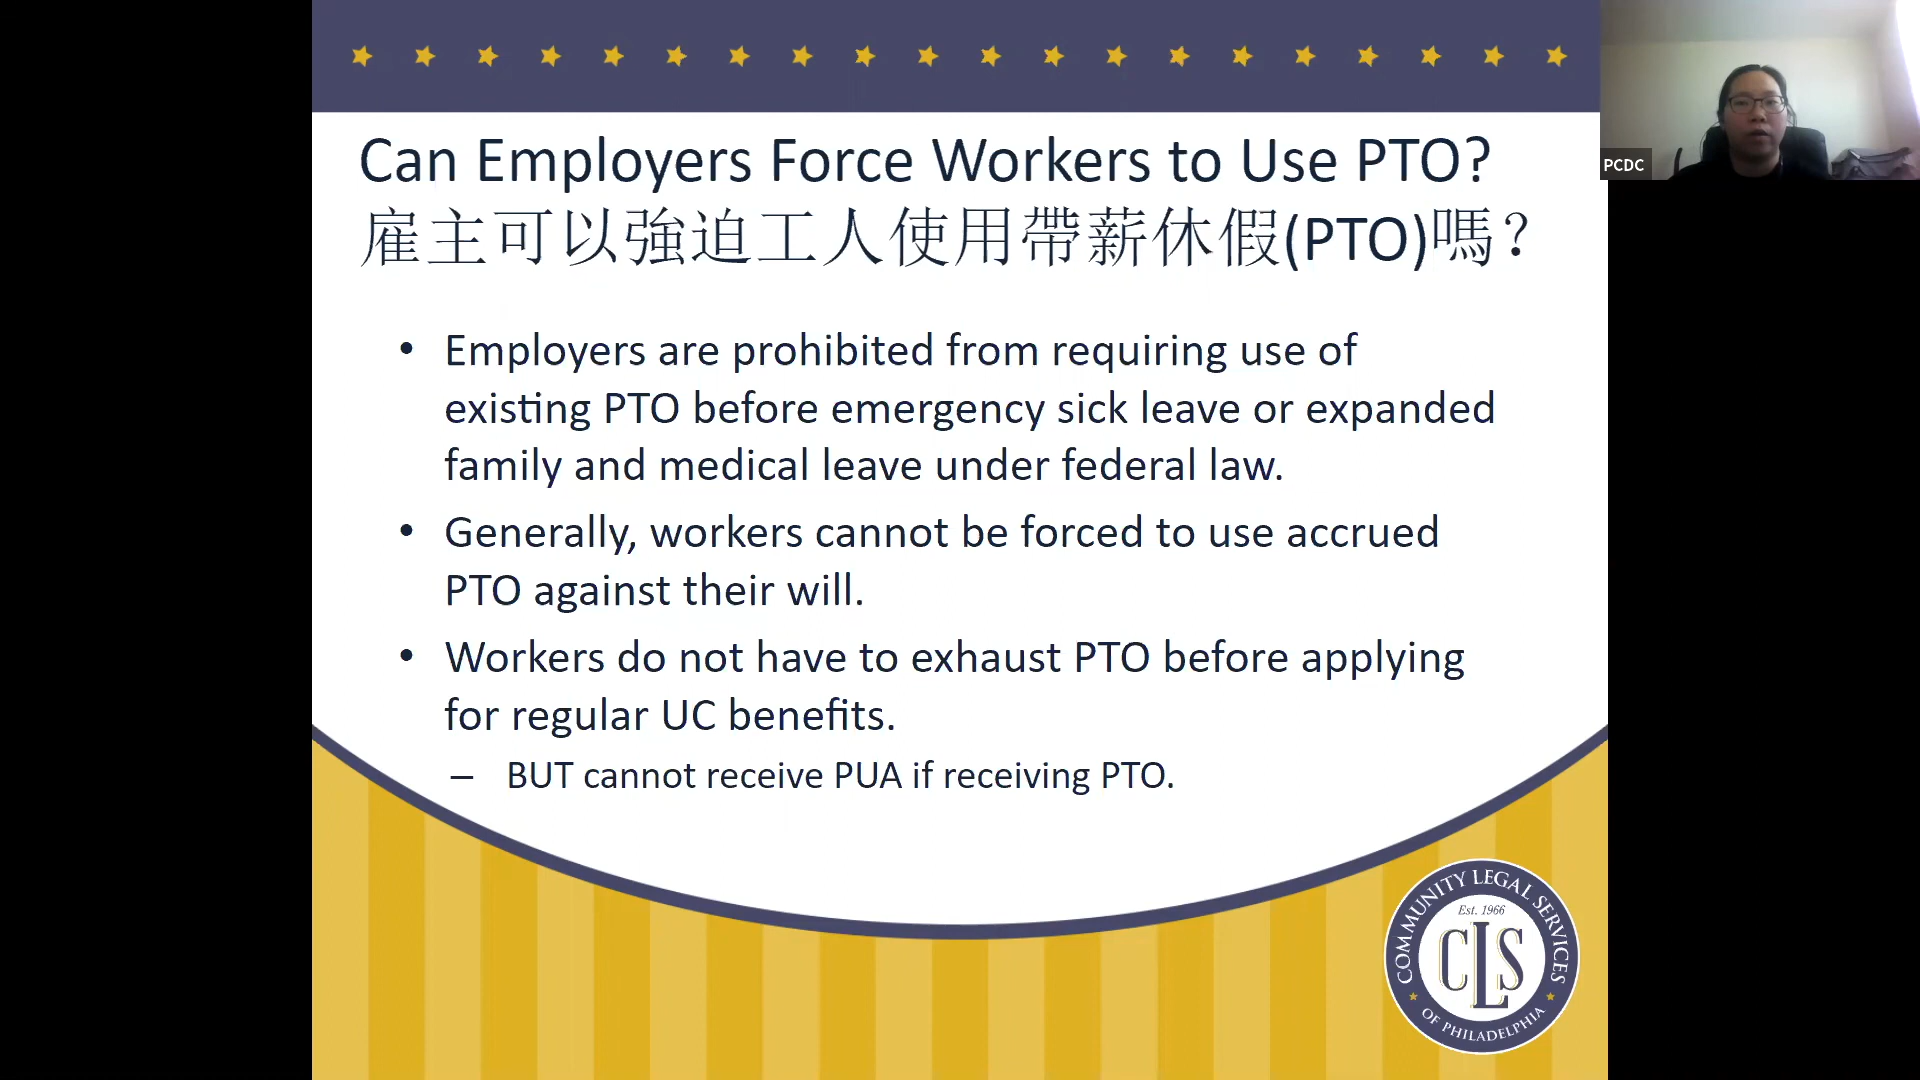 Can Employers Force Workers to Use PTO?
雇主可以強迫工人使用帶薪休假(PTO)嗎?
• Employers are prohibited from requiring use of
existing PTO before emergency sick leave or expanded
family and medical leave under federal law.
• Generally, workers cannot be forced to use accrued
PTO against their will.
• Workers do not have to exhaust PTO before applying
for regular UC benefits.
– BUT cannot receive PUA if receiving PTO.
PCDC
COMMUNITY LEGAL SERVICES
Est. 1966
CLS
OF PHILADELPHIA